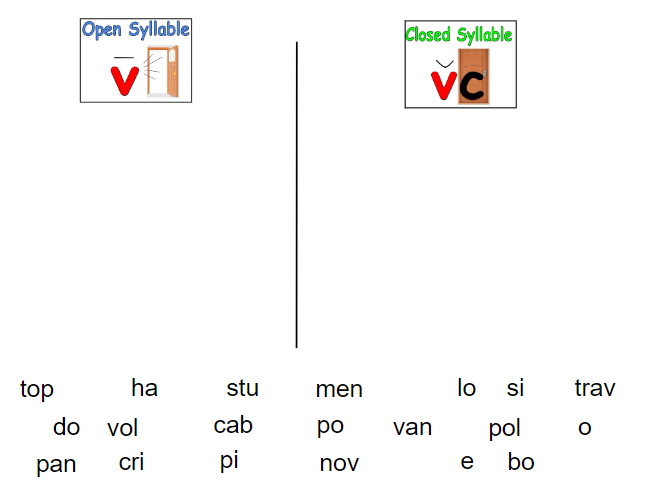 Open Syllable
v
Closed Syllable
vc
top ha stu men lo si trav
do vol cab po van pol o
pan cri pi nov e bo